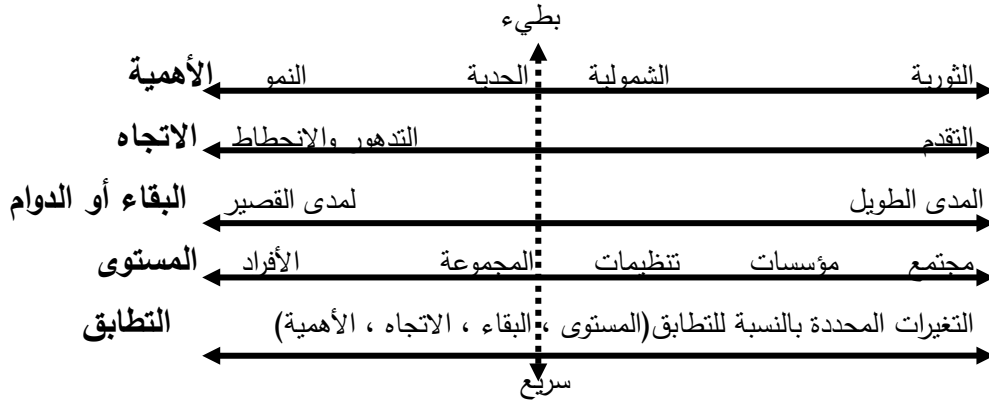 بطيء
الأهمية النمو الحدية الشمولية الثورية
الاتجاه التدهور والانحطاط التقدم
البقاء أو الدوام لمدى القصير المدى الطويل
المستوى الأفراد المجموعة تنظيمات مؤسسات مجتمع
التطابق التغيرات المحددة بالنسبة للتطابق(المستوى ، البقاء ، الاتجاه ، الأهمية)
سريع